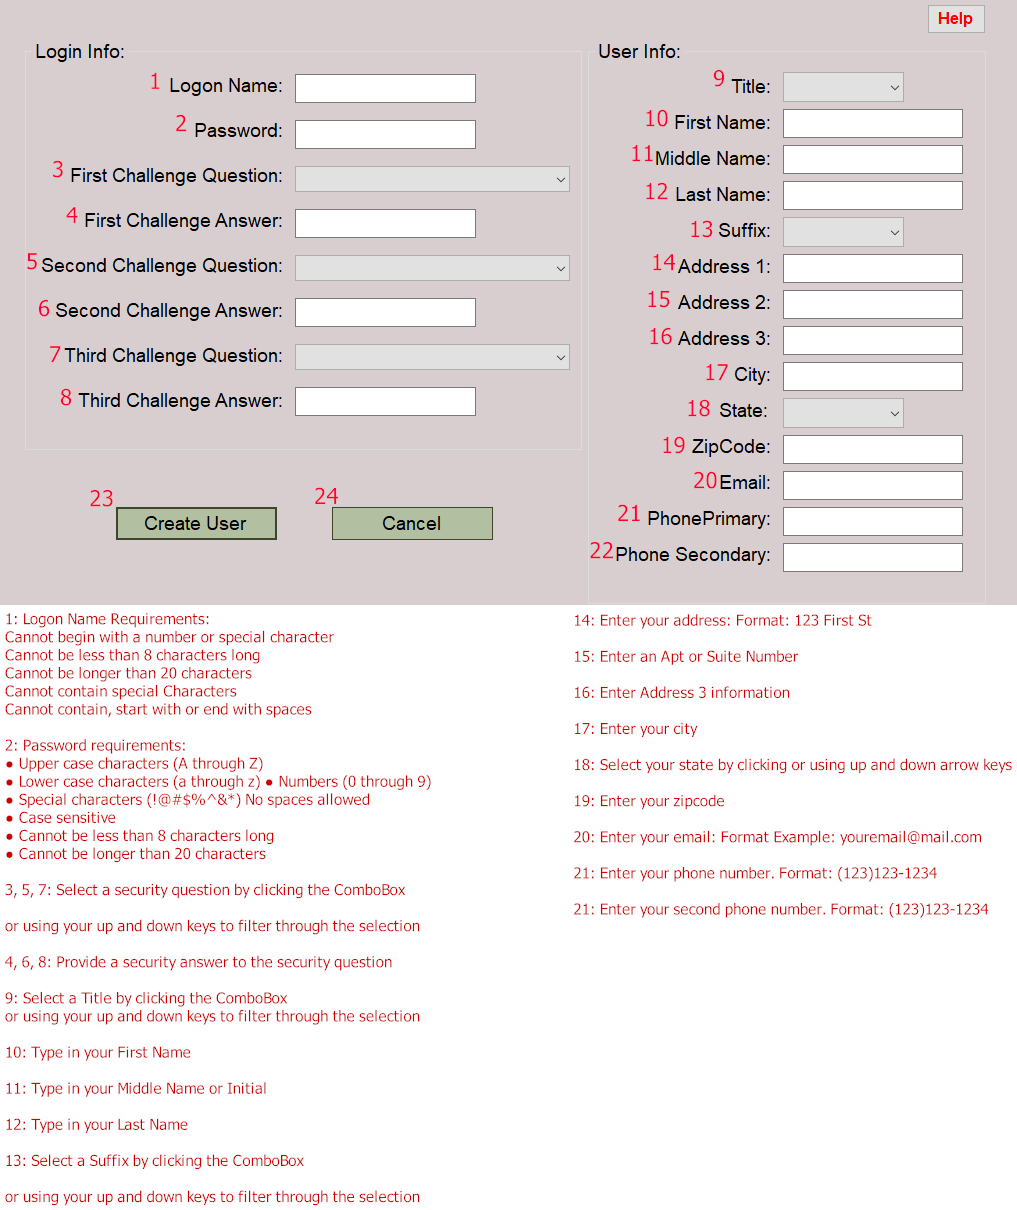 Help
Login Info:
1 Logon Name:
2 Password:
3 First Challenge Question:
4 First Challenge Answer:
5 Second Challenge Question:
6 Second Challenge Answer:
7 Third Challenge Question:
8 Third Challenge Answer:
23
Create User
24
Cancel
User Info:
9 Title:
10 First Name:
11 Middle Name:
12 Last Name:
13 Suffix:
14 Address 1:
15 Address 2:
16 Address 3:
17 City:
18 State:
19 ZipCode:
20 Email:
21 PhonePrimary:
22 Phone Secondary:
1: Logon Name Requirements:
Cannot begin with a number or special character
Cannot be less than 8 characters long
Cannot be longer than 20 characters
Cannot contain special Characters
Cannot contain, start with or end with spaces
2: Password requirements:
● Upper case characters (A through Z)
● Lower case characters (a through z) ● Numbers (0 through 9)
● Special characters (!@#$%^&*) No spaces allowed
● Case sensitive
● Cannot be less than 8 characters long
● Cannot be longer than 20 characters
3, 5, 7: Select a security question by clicking the ComboBox
or using your up and down keys to filter through the selection
4, 6, 8: Provide a security answer to the security question
9: Select a Title by clicking the ComboBox
or using your up and down keys to filter through the selection
10: Type in your First Name
11: Type in your Middle Name or Initial
12: Type in your Last Name
13: Select a Suffix by clicking the ComboBox
or using your up and down keys to filter through the selection
14: Enter your address: Format: 123 First St
15: Enter an Apt or Suite Number
16: Enter Address 3 information
17: Enter your city
18: Select your state by clicking or using up and down arrow keys
19: Enter your zipcode
20: Enter your email: Format Example: youremail@mail.com
21: Enter your phone number. Format: (123)123-1234
21: Enter your second phone number. Format: (123)123-1234